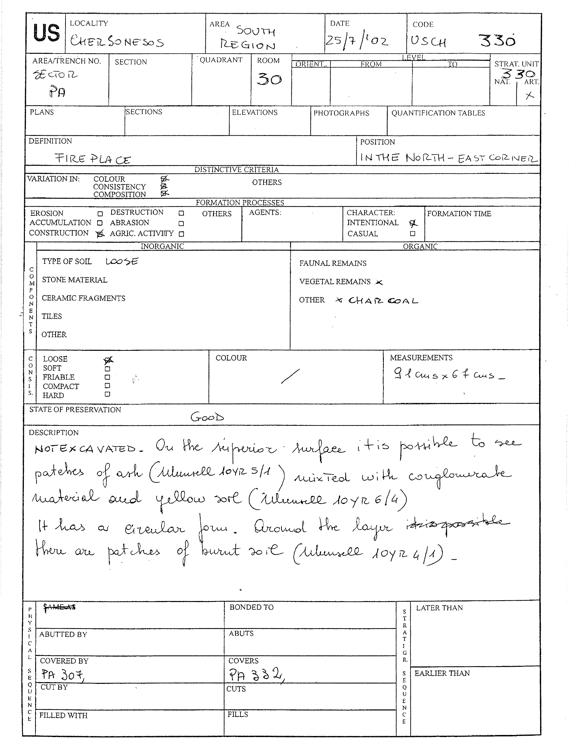 US
LOCALITY
CHERSONESOS
AREA SOUTH
REGION
DATE
25/7/'02
CODE
USCH 330
AREA/TRENCH NO.
SECTOR
PA
SECTION
QUADRANT
ROOM
30
LEVEL
ORIENT. FROM TO
STRAT. UNIT
330
NAT. ART.
x
PLANS
SECTIONS
ELEVATIONS
PHOTOGRAPHS
QUANTIFICATION TABLES
DEFINITION
FIRE PLACE
POSITION
IN THE NORTH-EAST CORNER
DISTINCTIVE CRITERIA
VARIATION IN: COLOUR
CONSISTENCY
COMPOSITION
OTHERS
FORMATION PROCESSES
EROSION DESTRUCTION OTHERS
ACCUMULATION ABRASION
CONSTRUCTION AGRIC. ACTIVITY
AGENTS:
CHARACTER:
INTENTIONAL
CASUAL
FORMATION TIME
COMPONENTS
INORGANIC
TYPE OF SOIL LOOSE
STONE MATERIAL
CERAMIC FRAGMENTS
TILES
OTHER
ORGANIC
FAUNAL REMAINS
VEGETAL REMAINS x
OTHER x CHARCOAL
CONSIS.
LOOSE
SOFT
FRIABLE
COMPACT
HARD
COLOUR
/
MEASUREMENTS
91 cms x 67 cms _
STATE OF PRESERVATION
GOOD
DESCRIPTION
NOT EXCAVATED. On the superior surface it is possible to see
patches of ash (Munsell 10YR 5/1) mixted with conglomerate
material and yellow soil (Munsell 10YR 6/4)
It has a circular form. Around the layer it is possible
there are patches of burnt soil (Munsell 10YR 4/1) _
PHYSICAL SEQUENCE
SAME AS
BONDED TO
ABUTTED BY
ABUTS
COVERED BY
PA 307,
COVERS
PA 332,
CUT BY
CUTS
FILLED WITH
FILLS
STRATIGR. SEQUENCE
LATER THAN
EARLIER THAN